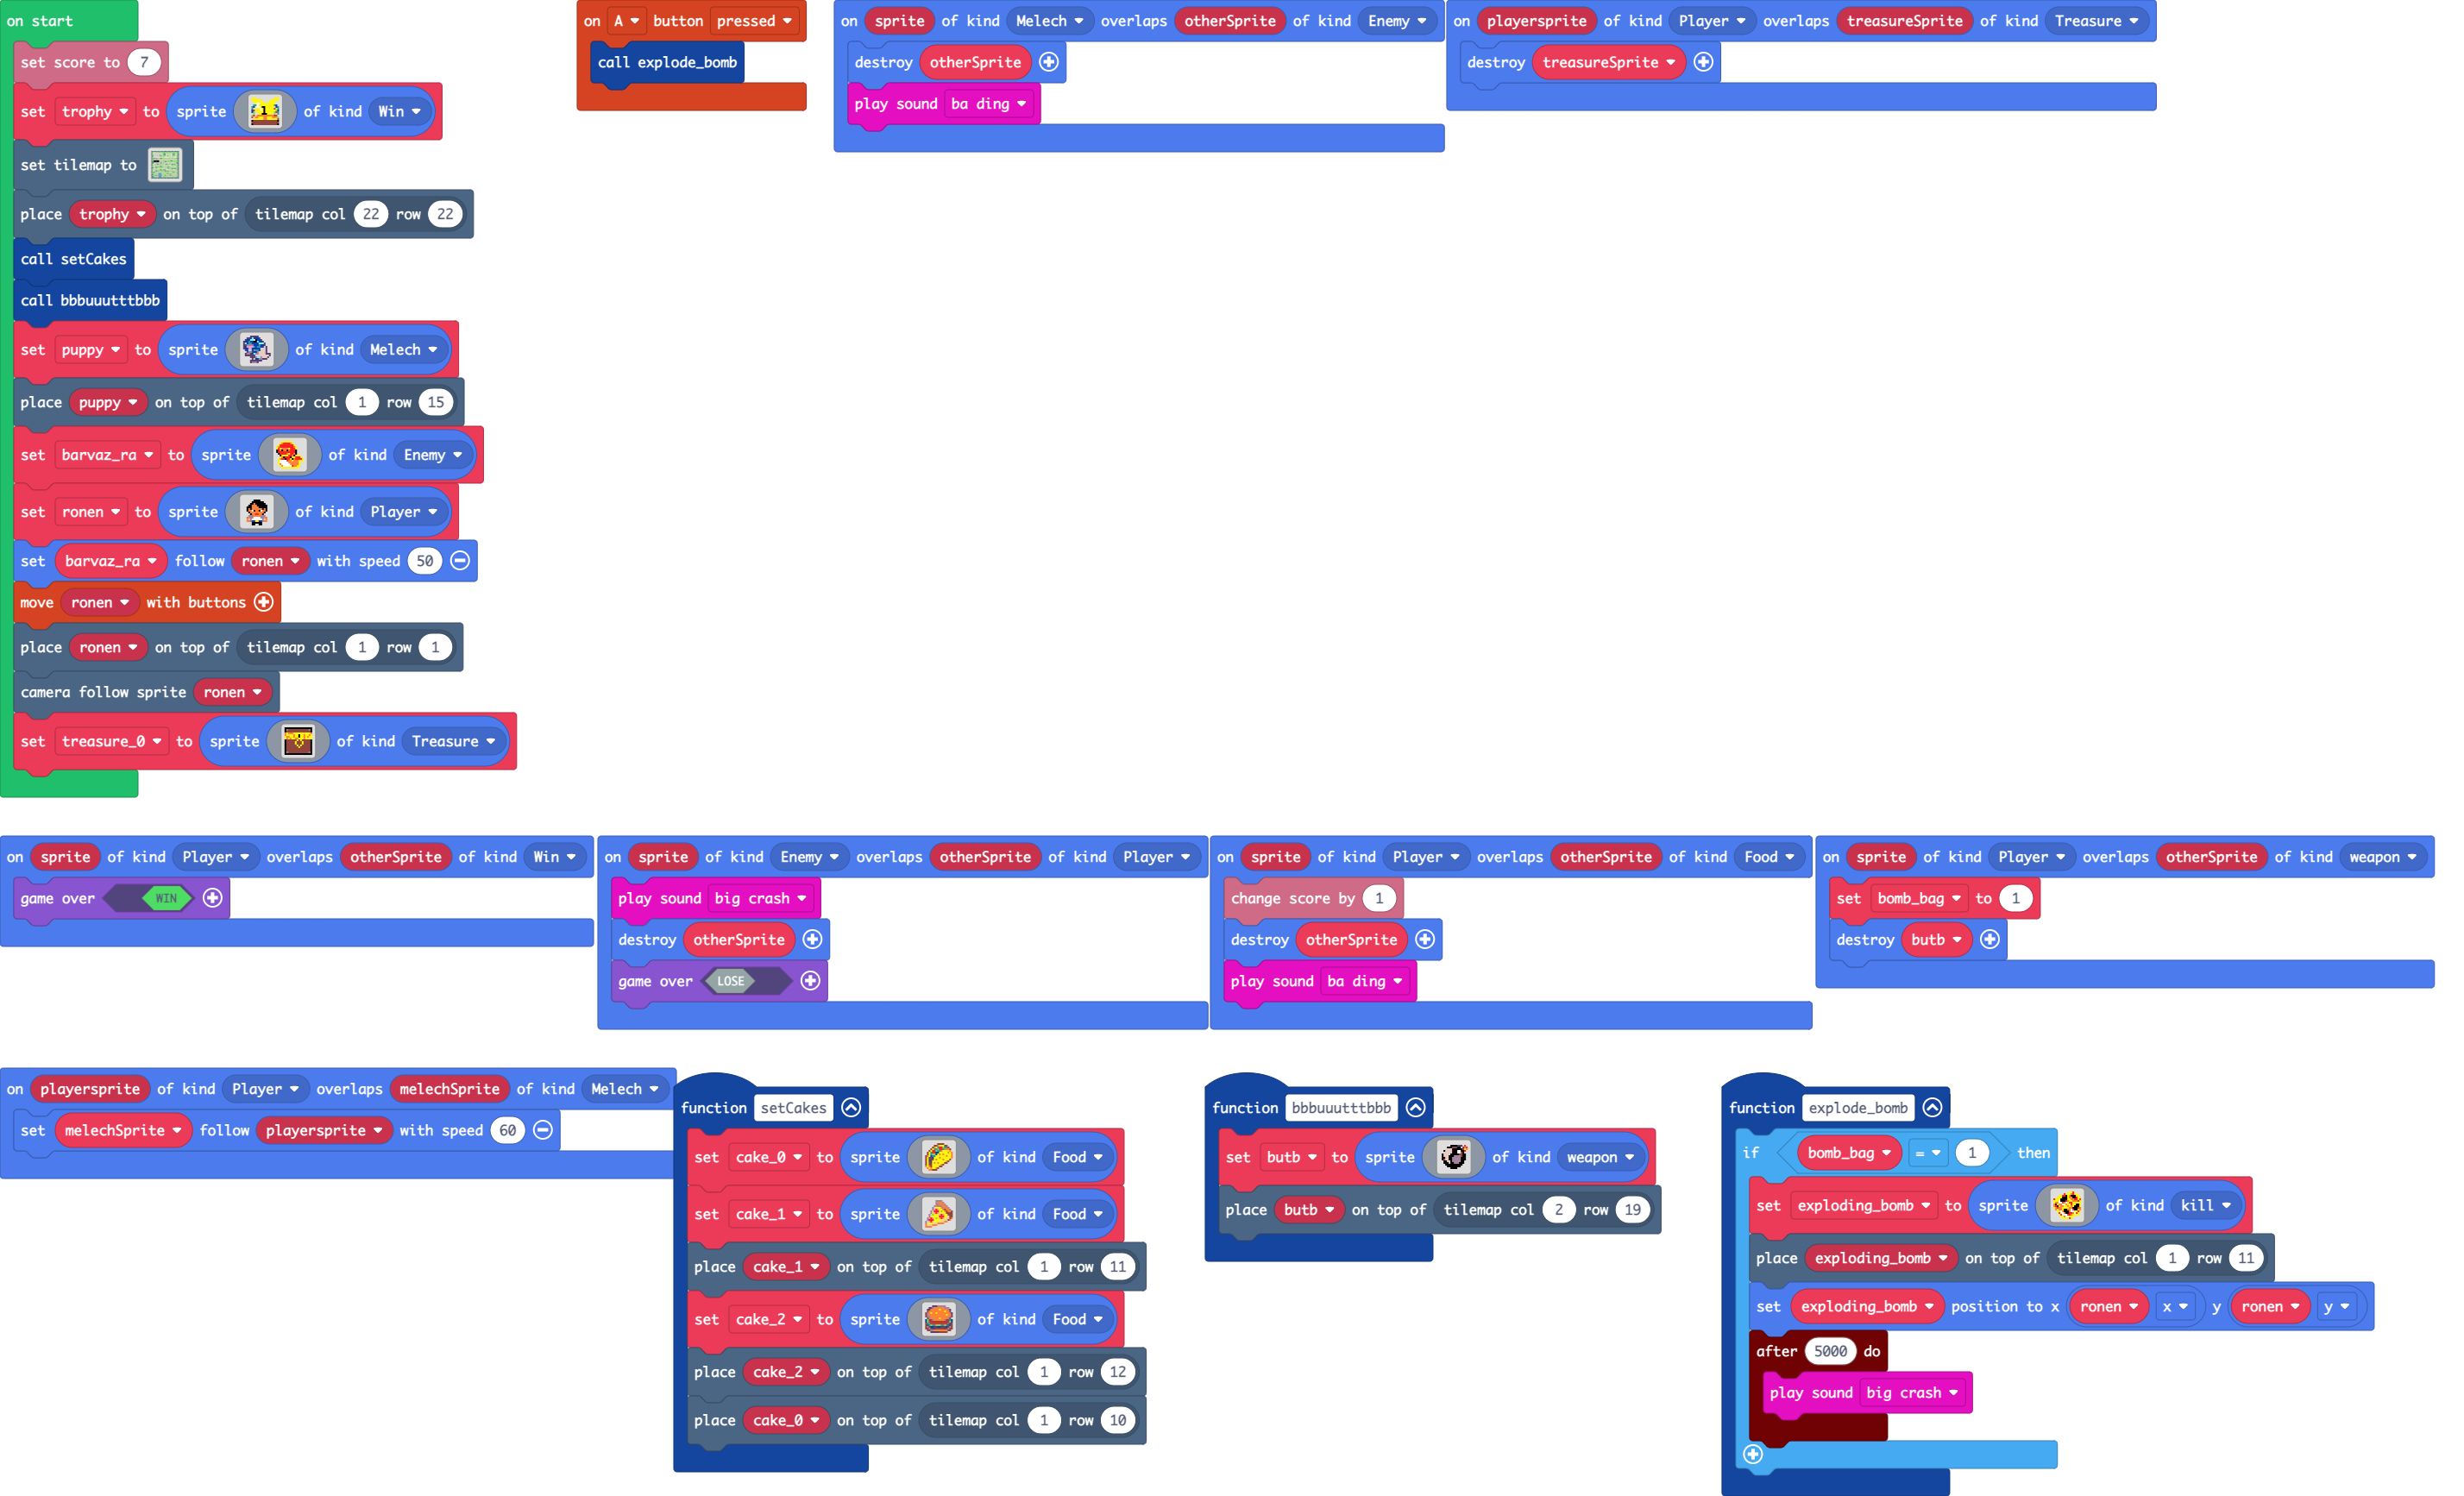 on start
set score to 7
set trophy to sprite 1 of kind Win
set tilemap to
place trophy on top of tilemap col 22 row 22
call setCakes
call bbbuuutttbbb
set puppy to sprite of kind Melech
place puppy on top of tilemap col 1 row 15
set barvaz_ra to sprite of kind Enemy
set ronen to sprite of kind Player
set barvaz_ra follow ronen with speed 50
move ronen with buttons
place ronen on top of tilemap col 1 row 1
camera follow sprite ronen
set treasure_0 to sprite of kind Treasure
on A button pressed
call explode_bomb
on sprite of kind Melech overlaps otherSprite of kind Enemy
destroy otherSprite
play sound ba ding
on playersprite of kind Player overlaps treasureSprite of kind Treasure
destroy treasureSprite
on sprite of kind Player overlaps otherSprite of kind Win
game over WIN
on sprite of kind Enemy overlaps otherSprite of kind Player
play sound big crash
destroy otherSprite
game over LOSE
on sprite of kind Player overlaps otherSprite of kind Food
change score by 1
destroy otherSprite
play sound ba ding
on sprite of kind Player overlaps otherSprite of kind weapon
set bomb_bag to 1
destroy butb
on playersprite of kind Player overlaps melechSprite of kind Melech
set melechSprite follow playersprite with speed 60
function setCakes
set cake_0 to sprite of kind Food
set cake_1 to sprite of kind Food
place cake_1 on top of tilemap col 1 row 11
set cake_2 to sprite of kind Food
place cake_2 on top of tilemap col 1 row 12
place cake_0 on top of tilemap col 1 row 10
function bbbuuutttbbb
set butb to sprite of kind weapon
place butb on top of tilemap col 2 row 19
function explode_bomb
if bomb_bag = 1 then
set exploding_bomb to sprite of kind kill
place exploding_bomb on top of tilemap col 1 row 11
set exploding_bomb position to x ronen x y ronen y
after 5000 do
play sound big crash